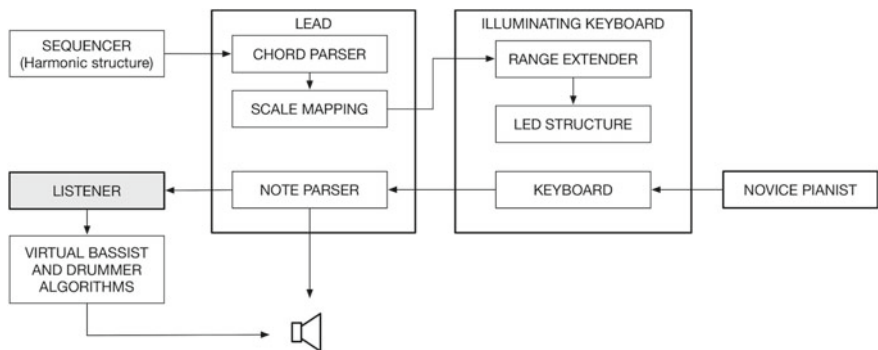 LEAD
ILLUMINATING KEYBOARD
SEQUENCER
(Harmonic structure)
CHORD PARSER
RANGE EXTENDER
SCALE MAPPING
LED STRUCTURE
LISTENER
NOTE PARSER
KEYBOARD
NOVICE PIANIST
VIRTUAL BASSIST
AND DRUMMER
ALGORITHMS